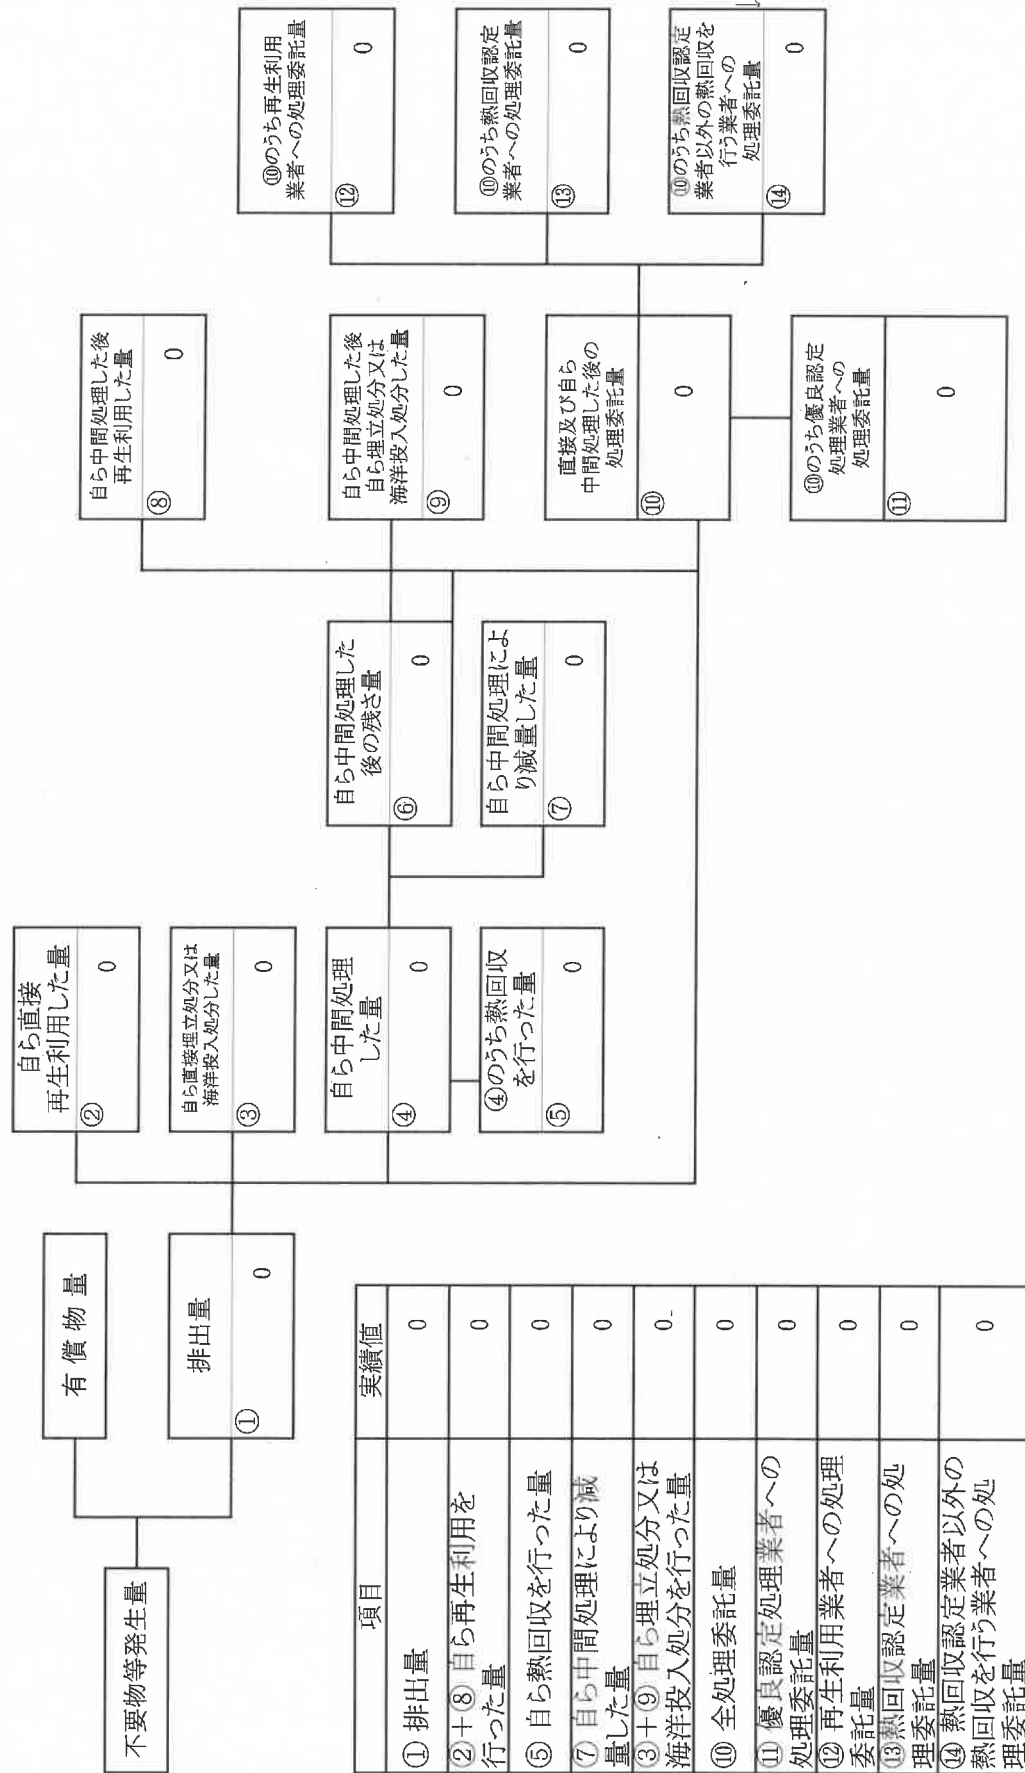 不要物等発生量
有償物量
排出量
①
0
自ら直接
再生利用した量
②
0
自ら直接埋立処分又は
海洋投入処分した量
③
0
自ら中間処理
した量
④
0
④のうち熱回収
を行った量
⑤
0
自ら中間処理した
後の残さ量
⑥
0
自ら中間処理によ
り減量した量
⑦
0
自ら中間処理した後
再生利用した量
⑧
0
自ら中間処理した後
自ら埋立処分又は
海洋投入処分した量
⑨
0
直接及び自ら
中間処理した後の
処理委託量
⑩
0
⑩のうち優良認定
処理業者への
処理委託量
⑪
0
⑩のうち再生利用
業者への処理委託量
⑫
0
⑩のうち熱回収認定
業者への処理委託量
⑬
0
⑩のうち熱回収認定
業者以外の熱回収を
行う業者への
処理委託量
⑭
0
項目 実績値
①排出量 0
②+⑧自ら再生利用を
行った量 0
⑤自ら熱回収を行った量 0
⑦自ら中間処理により減
量した量 0
③+⑨自ら埋立処分又は
海洋投入処分を行った量 0
⑩全処理委託量 0
⑪優良認定処理業者への
処理委託量 0
⑫再生利用業者への処理
委託量 0
⑬熱回収認定業者への処
理委託量 0
⑭熱回収認定業者以外の
熱回収を行う業者への処
理委託量 0